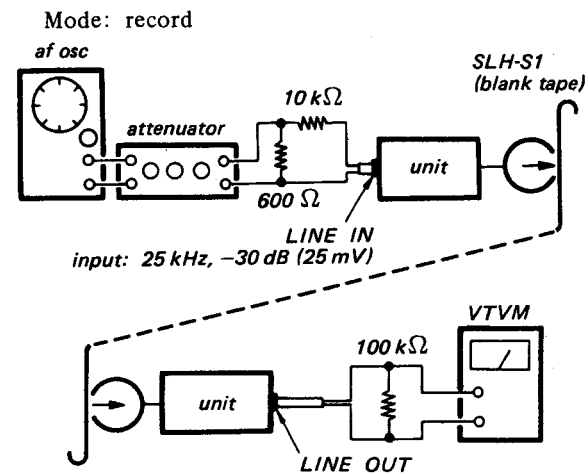 Mode: record
af osc
SLH-S1
(blank tape)
10 kΩ
attenuator
unit
600 Ω
LINE IN
input: 25 kHz, −30 dB (25 mV)
VTVM
100 kΩ
unit
LINE OUT